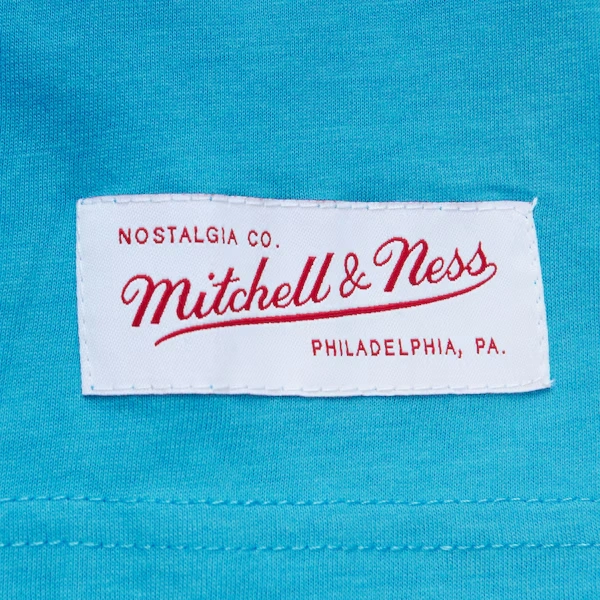 NOSTALGIA CO.
Mitchell & Ness
PHILADELPHIA, PA.